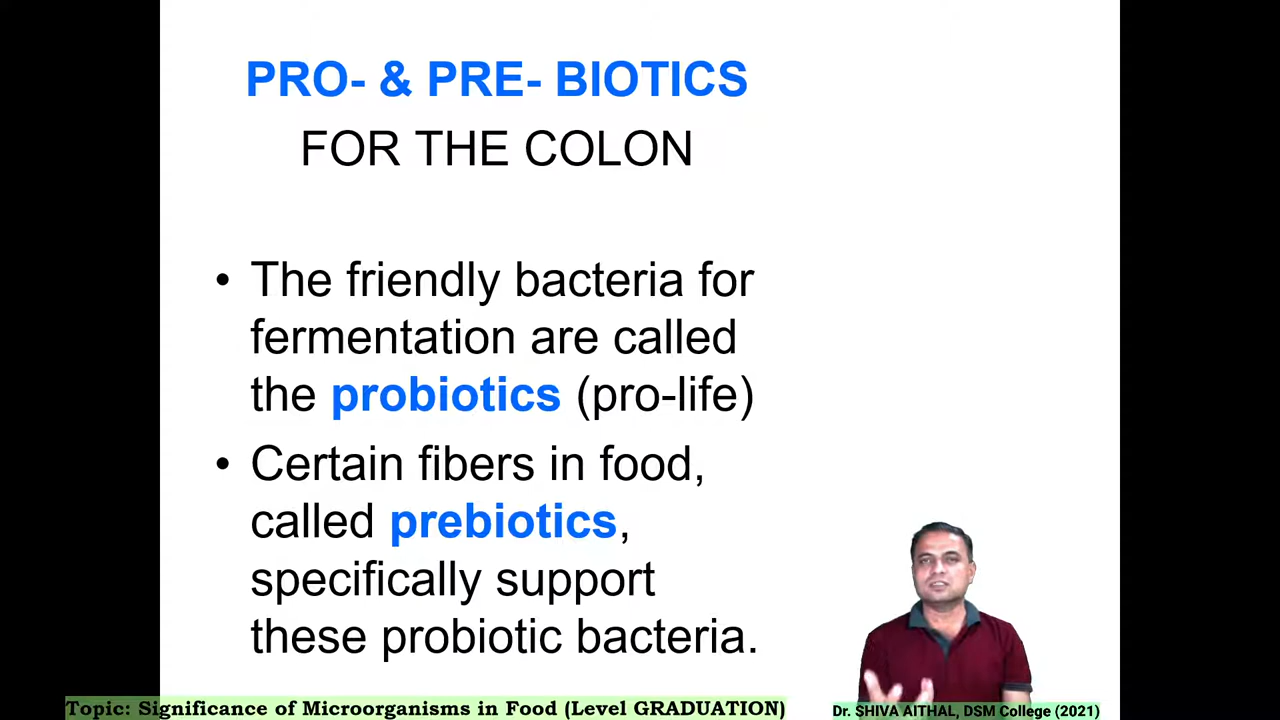 PRO- & PRE- BIOTICS
FOR THE COLON
• The friendly bacteria for
fermentation are called
the probiotics (pro-life)
• Certain fibers in food,
called prebiotics,
specifically support
these probiotic bacteria.
Topic: Significance of Microorganisms in Food (Level GRADUATION)
Dr. SHIVA AITHAL, DSM College (2021)